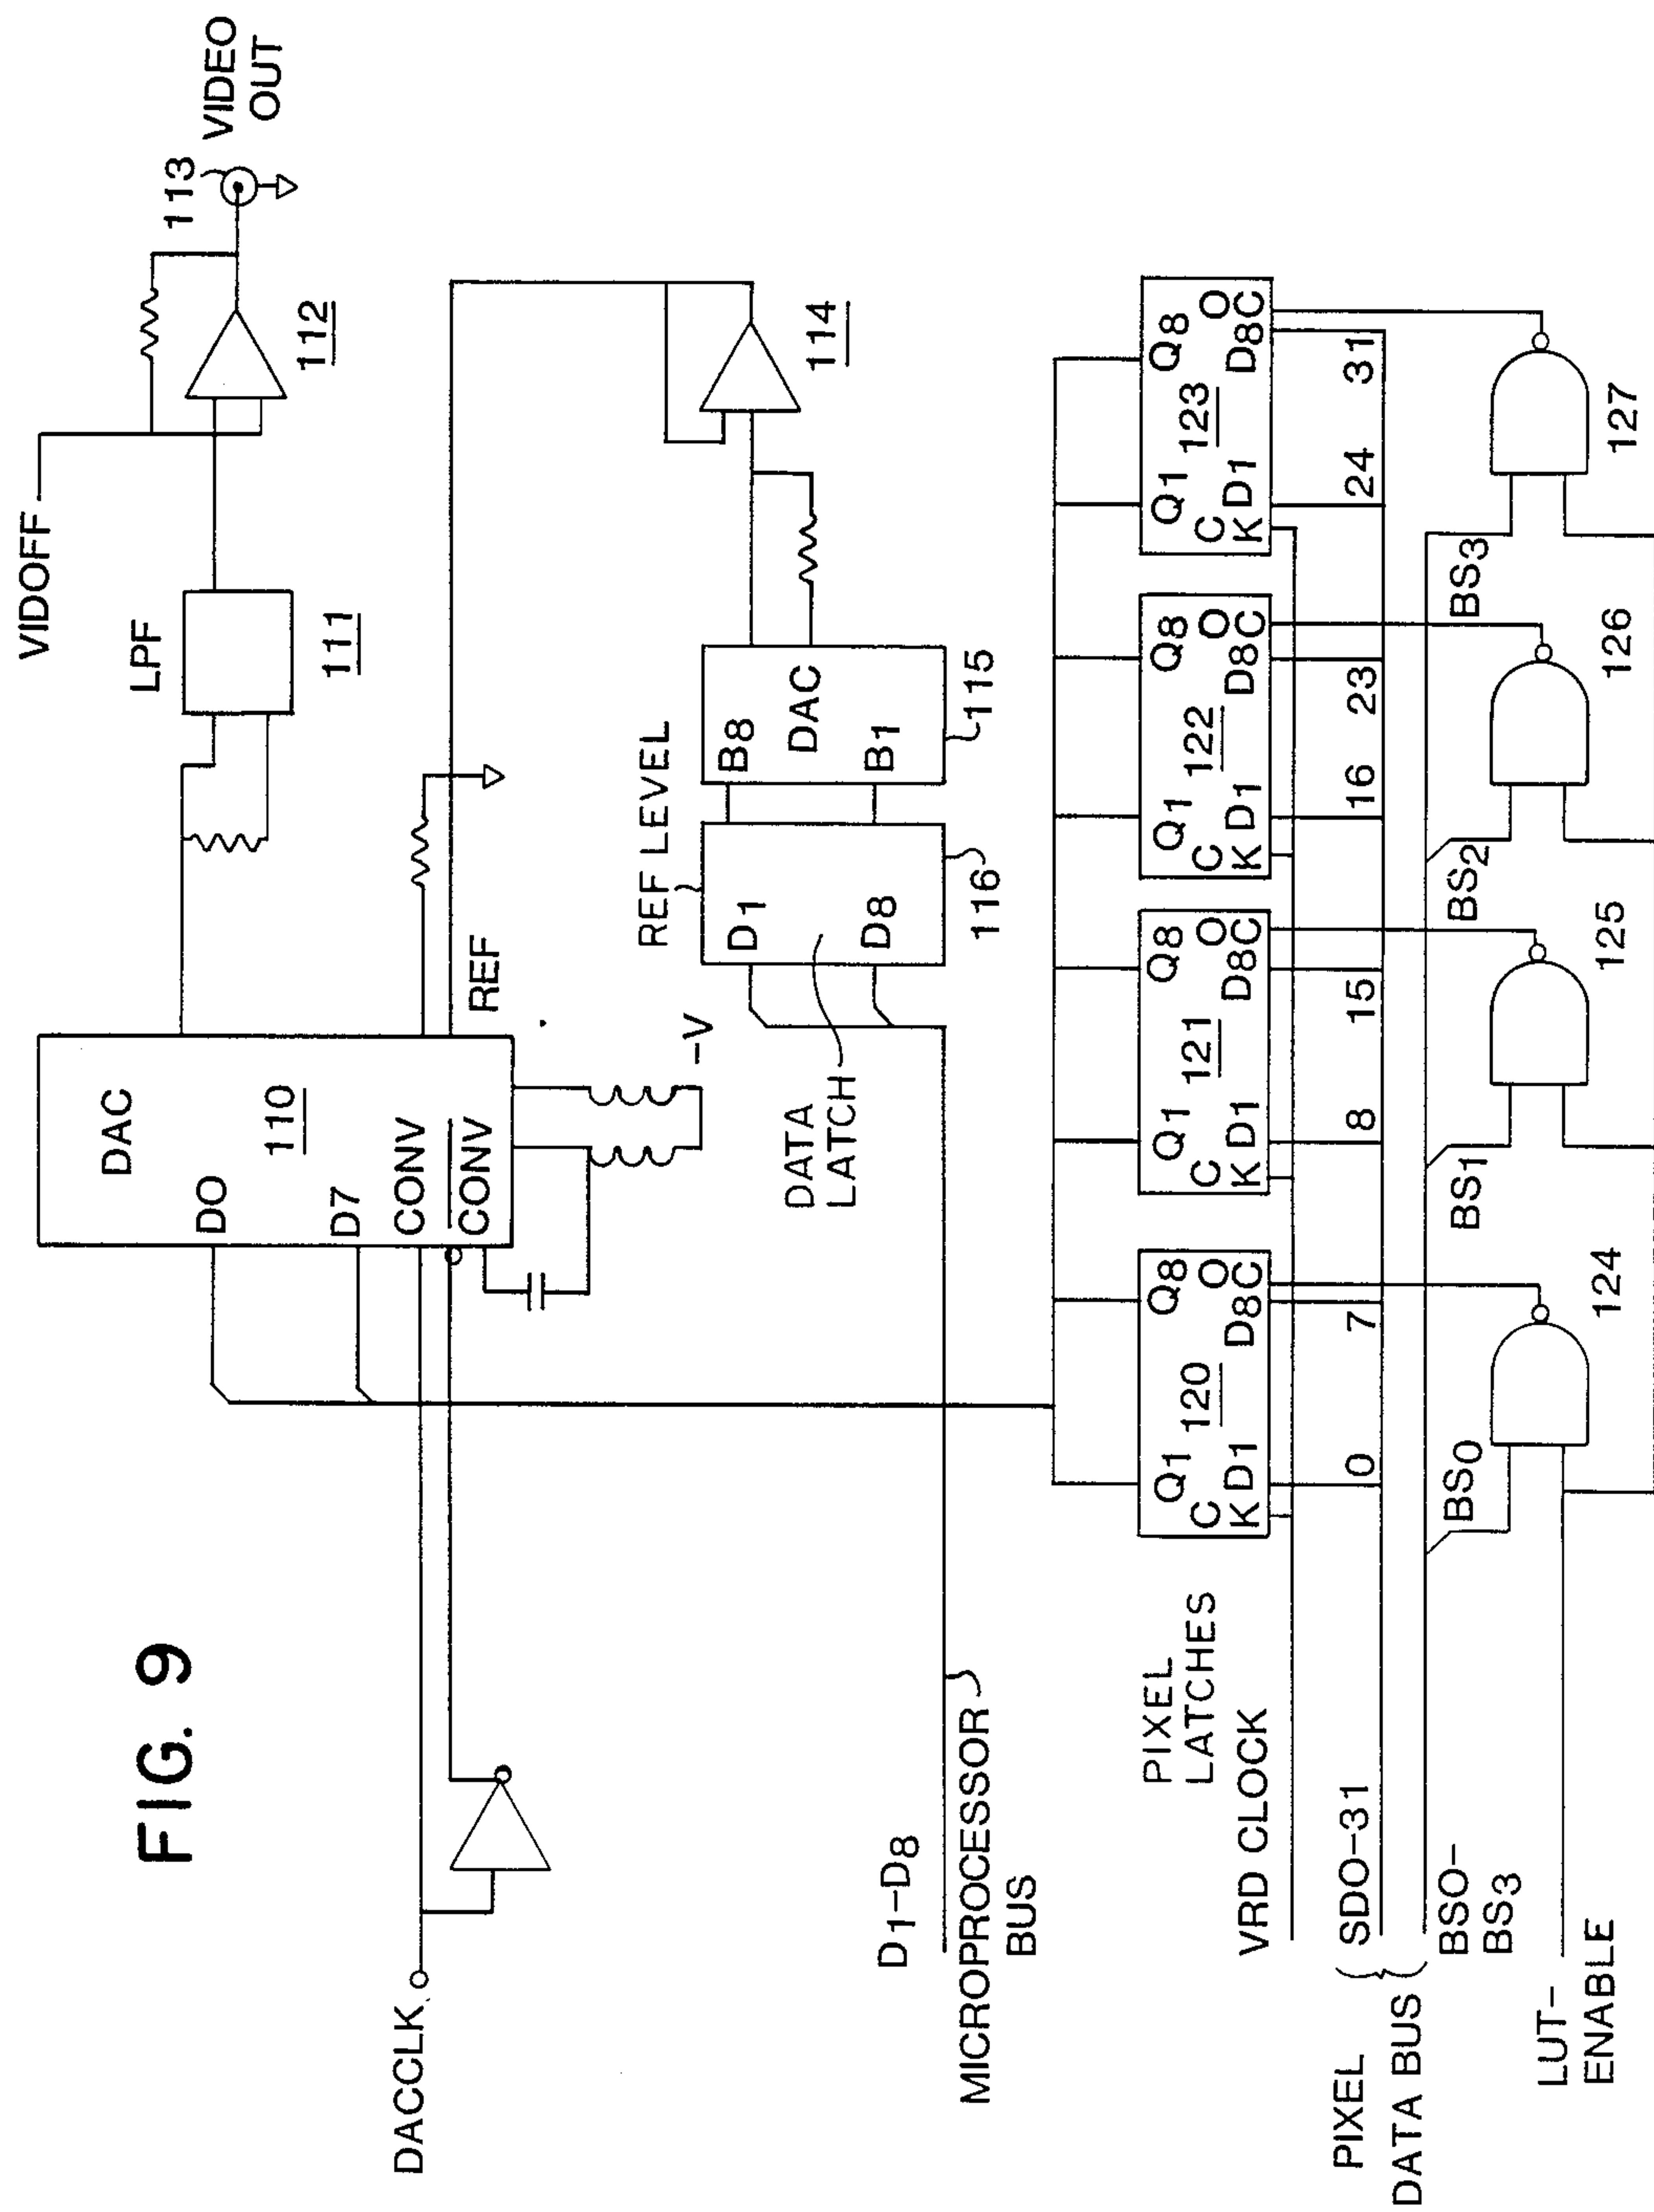 FIG. 9
VIDOFF
LPF
111
112
113
VIDEO
OUT
DAC
110
D0
D7
CONV
CONV
REF
-V
DACCLK
REF LEVEL
D1
D8
116
DATA
LATCH
B8
DAC
B1
115
114
D1-D8
MICROPROCESSOR
BUS
PIXEL
LATCHES
VRD CLOCK
Q1
Q8
120
C
K
D1
D8
O
C
Q1
Q8
121
C
K
D1
D8
O
C
Q1
Q8
122
C
K
D1
D8
O
C
Q1
Q8
123
C
K
D1
D8
O
C
0
7
8
15
16
23
24
31
SD0-31
PIXEL
DATA BUS
BS0-
BS3
BS0
BS1
BS2
BS3
LUT-
ENABLE
124
125
126
127